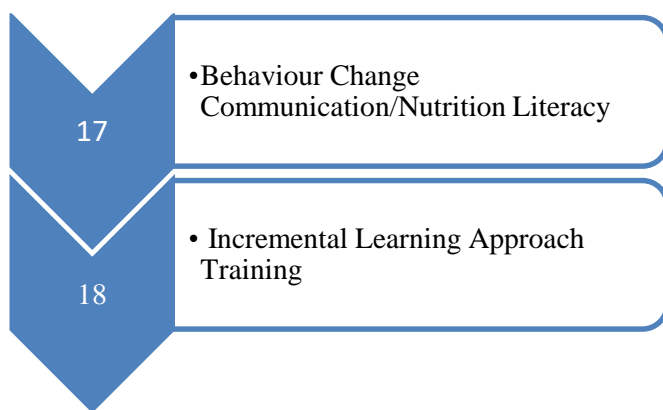 17
•Behaviour Change
Communication/Nutrition Literacy
18
• Incremental Learning Approach
Training